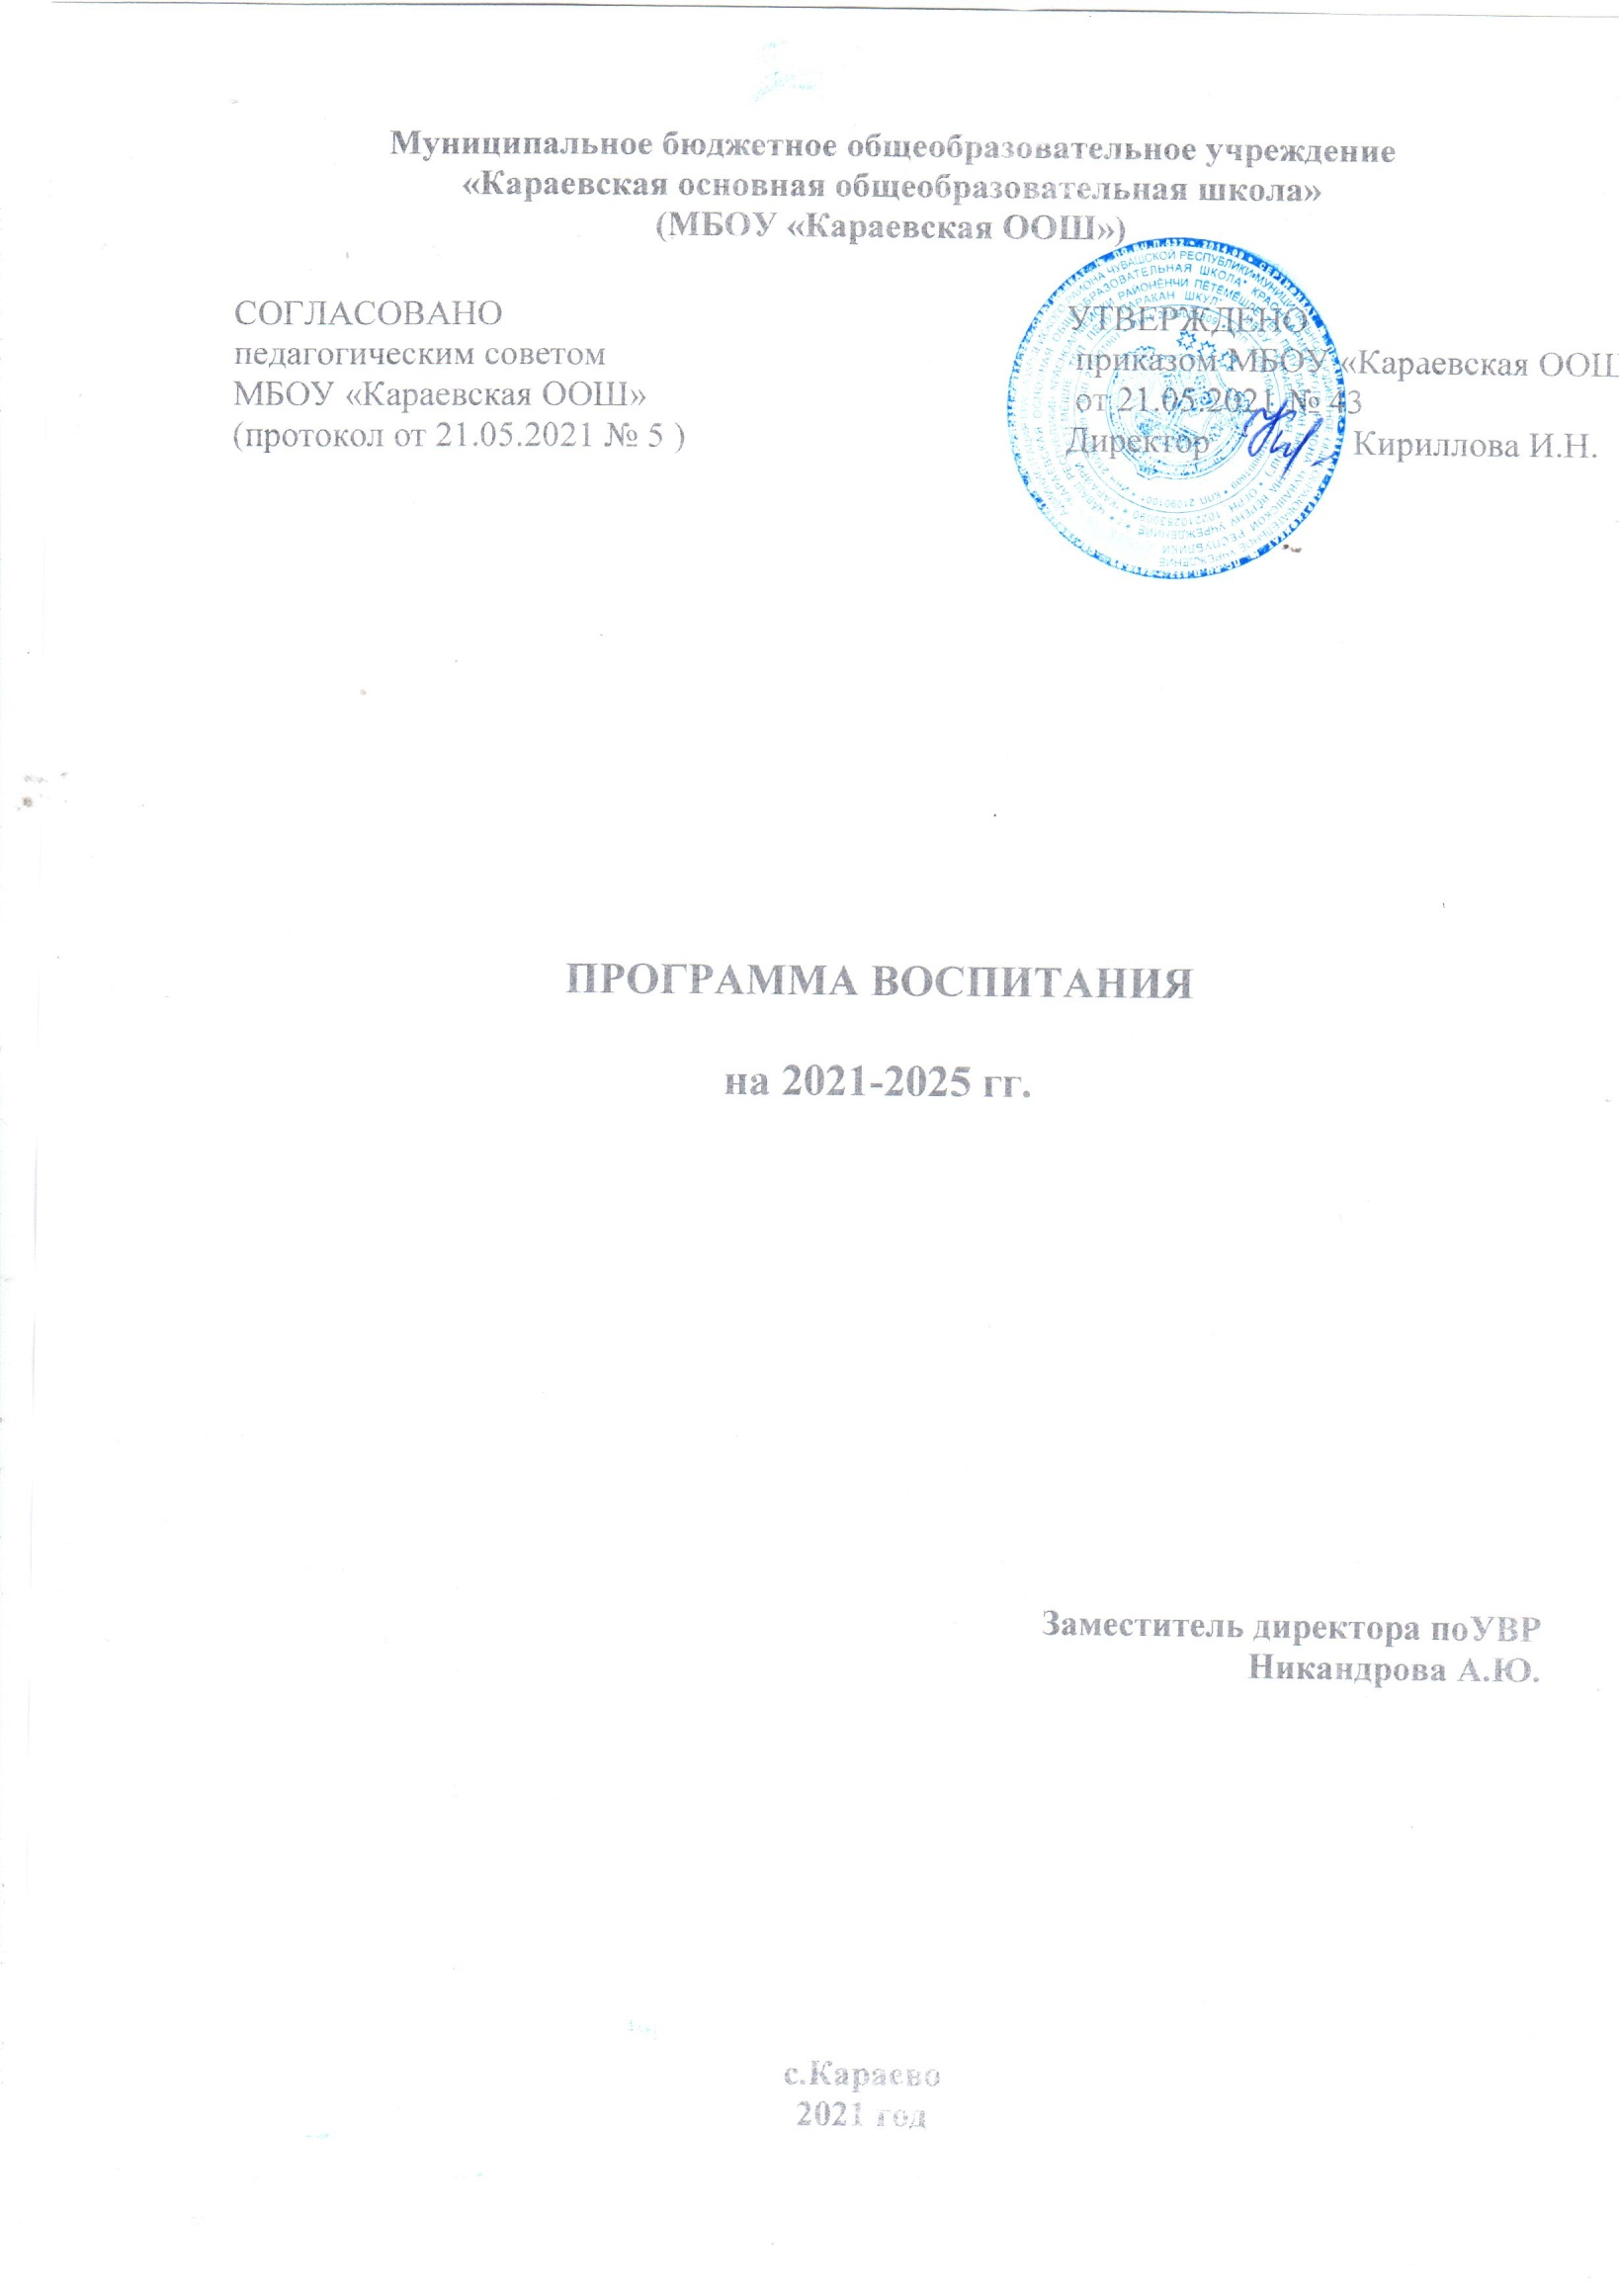 Муниципальное бюджетное общеобразовательное учреждение
«Караевская основная общеобразовательная школа»
(МБОУ «Караевская ООШ»)
СОГЛАСОВАНО
педагогическим советом
МБОУ «Караевская ООШ»
(протокол от 21.05.2021 № 5 )
УТВЕРЖДЕНО
приказом МБОУ «Караевская ООШ
от 21.05.2021 № 43
Директор Кириллова И.Н.
ПРОГРАММА ВОСПИТАНИЯ
на 2021-2025 гг.
Заместитель директора поУВР
Никандрова А.Ю.
с.Караево
2021 год